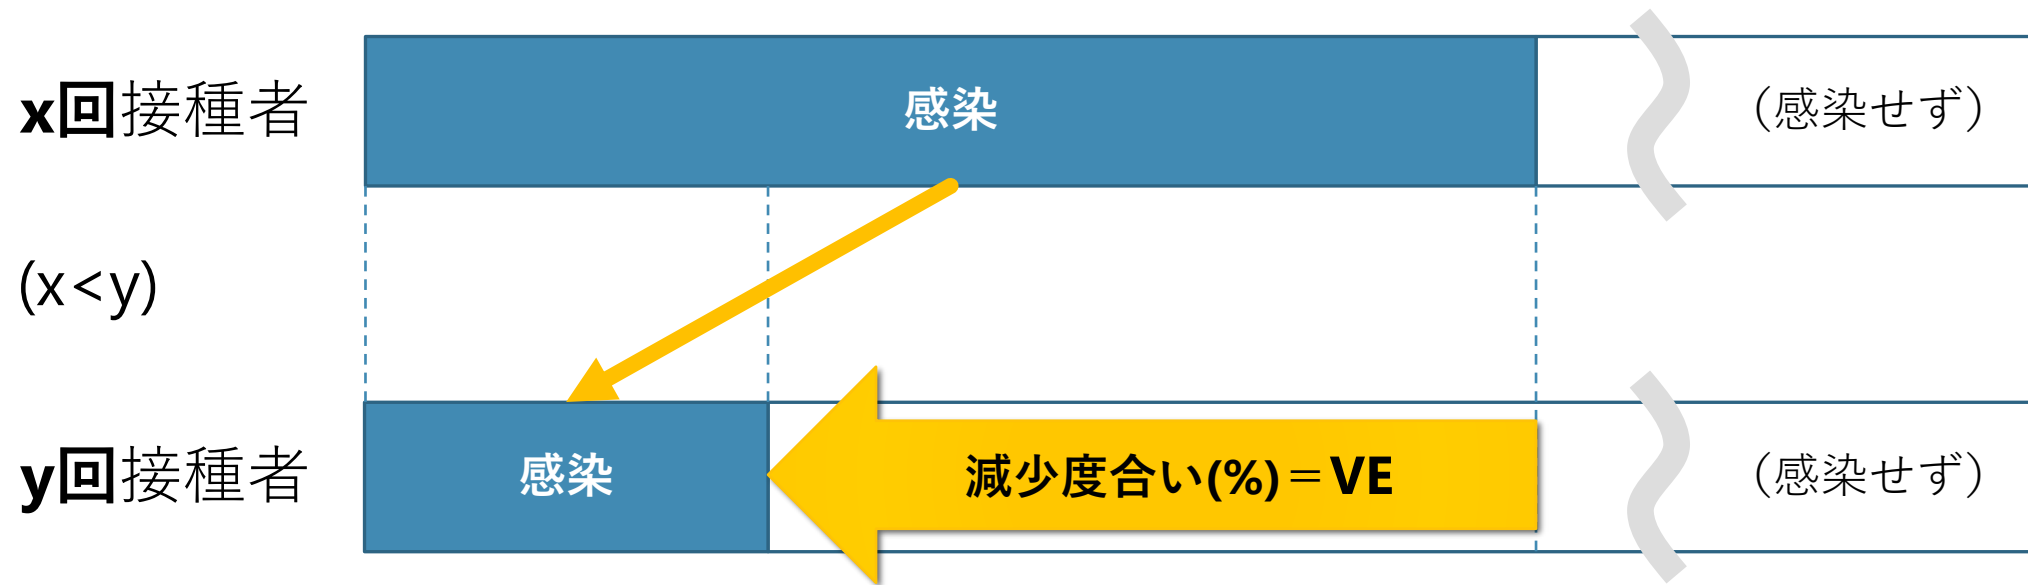 x回接種者
感染
（感染せず）
(x<y)
y回接種者
感染
減少度合い(%)＝VE
（感染せず）